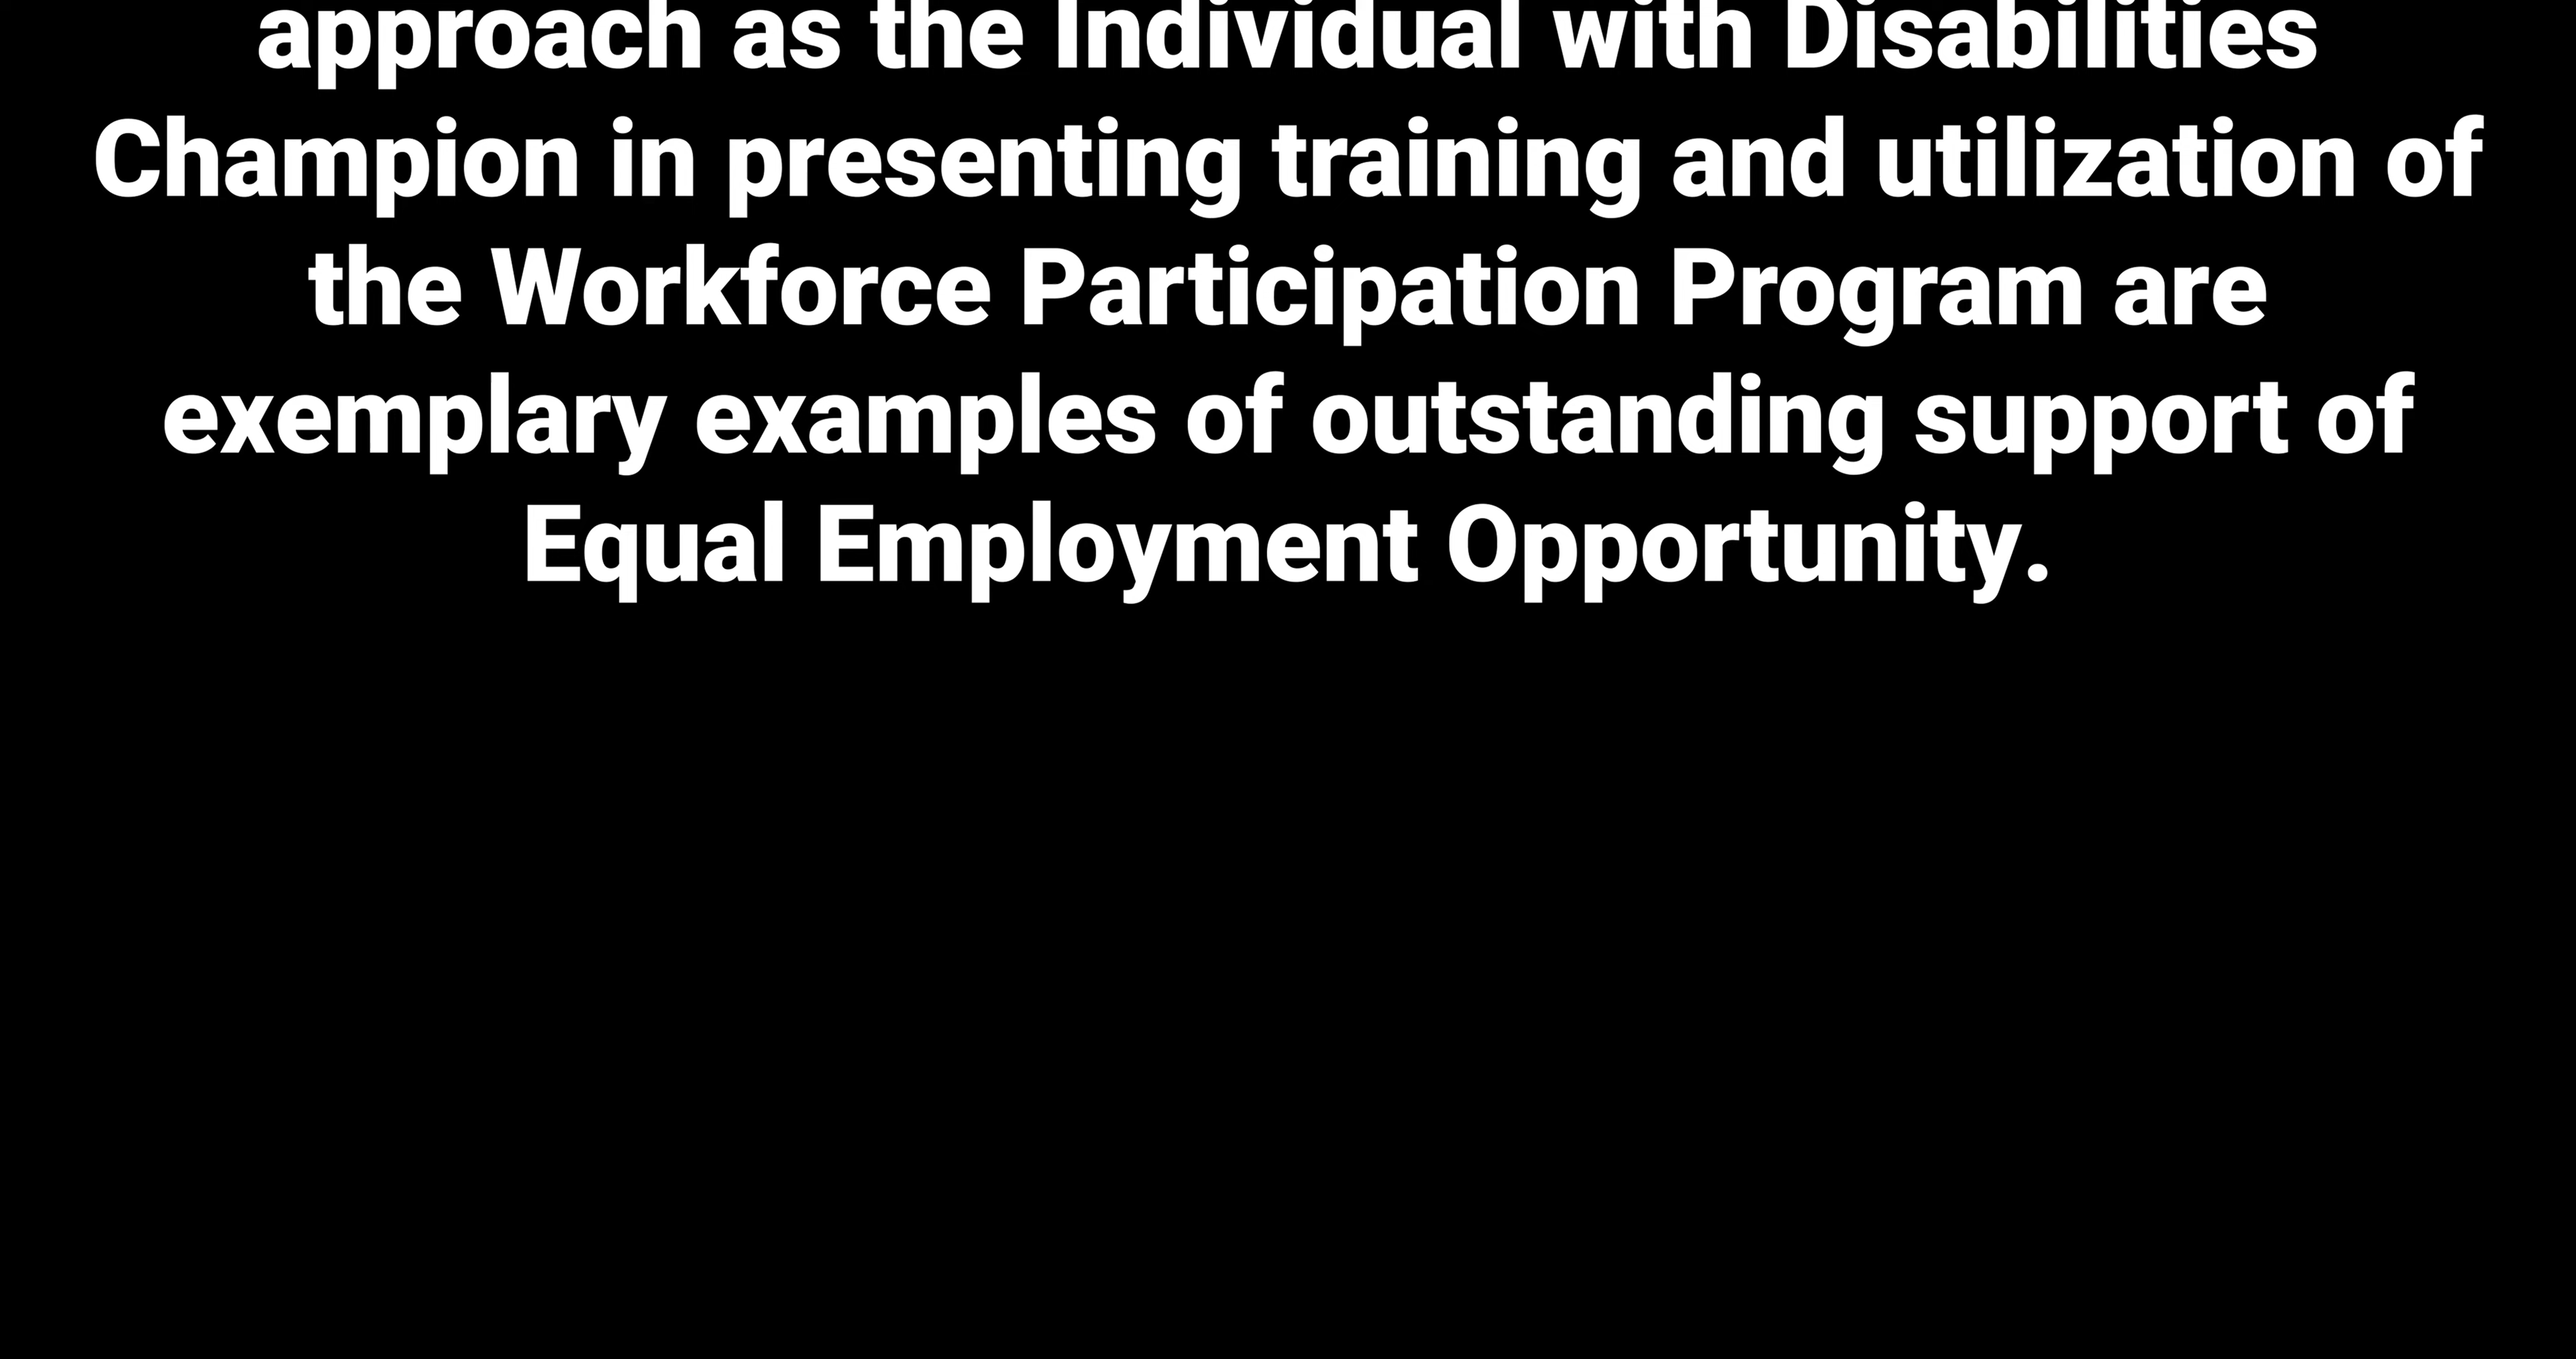 approach as the Individual with Disabilities
Champion in presenting training and utilization of
the Workforce Participation Program are
exemplary examples of outstanding support of
Equal Employment Opportunity.